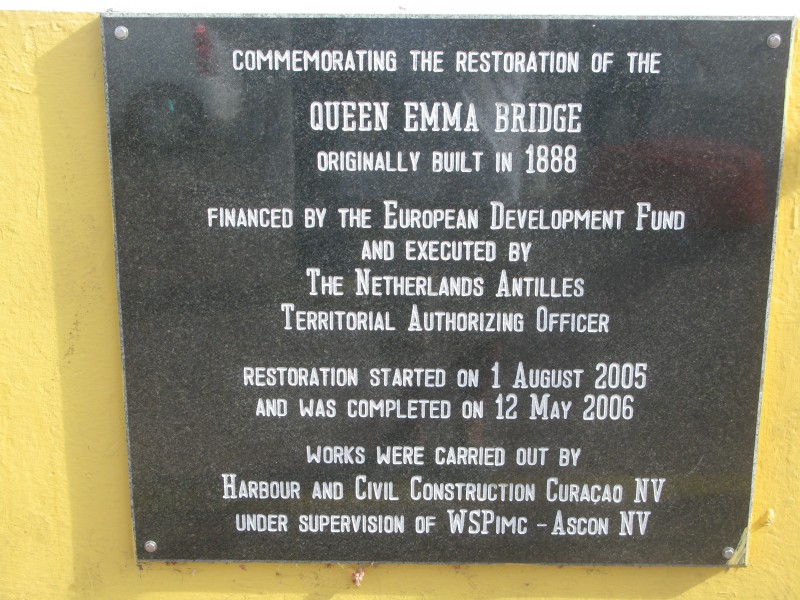 COMMEMORATING THE RESTORATION OF THE
QUEEN EMMA BRIDGE
ORIGINALLY BUILT IN 1888
FINANCED BY THE EUROPEAN DEVELOPMENT FUND
AND EXECUTED BY
THE NETHERLANDS ANTILLES
TERRITORIAL AUTHORIZING OFFICER
RESTORATION STARTED ON 1 AUGUST 2005
AND WAS COMPLETED ON 12 MAY 2006
WORKS WERE CARRIED OUT BY
HARBOUR AND CIVIL CONSTRUCTION CURAÇAO NV
UNDER SUPERVISION OF WSPIMC - ASCON NV